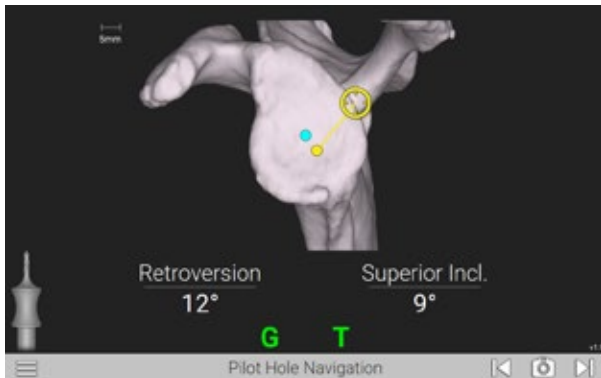 5mm
Retroversion Superior Incl.
12° 9°
G T
Pilot Hole Navigation